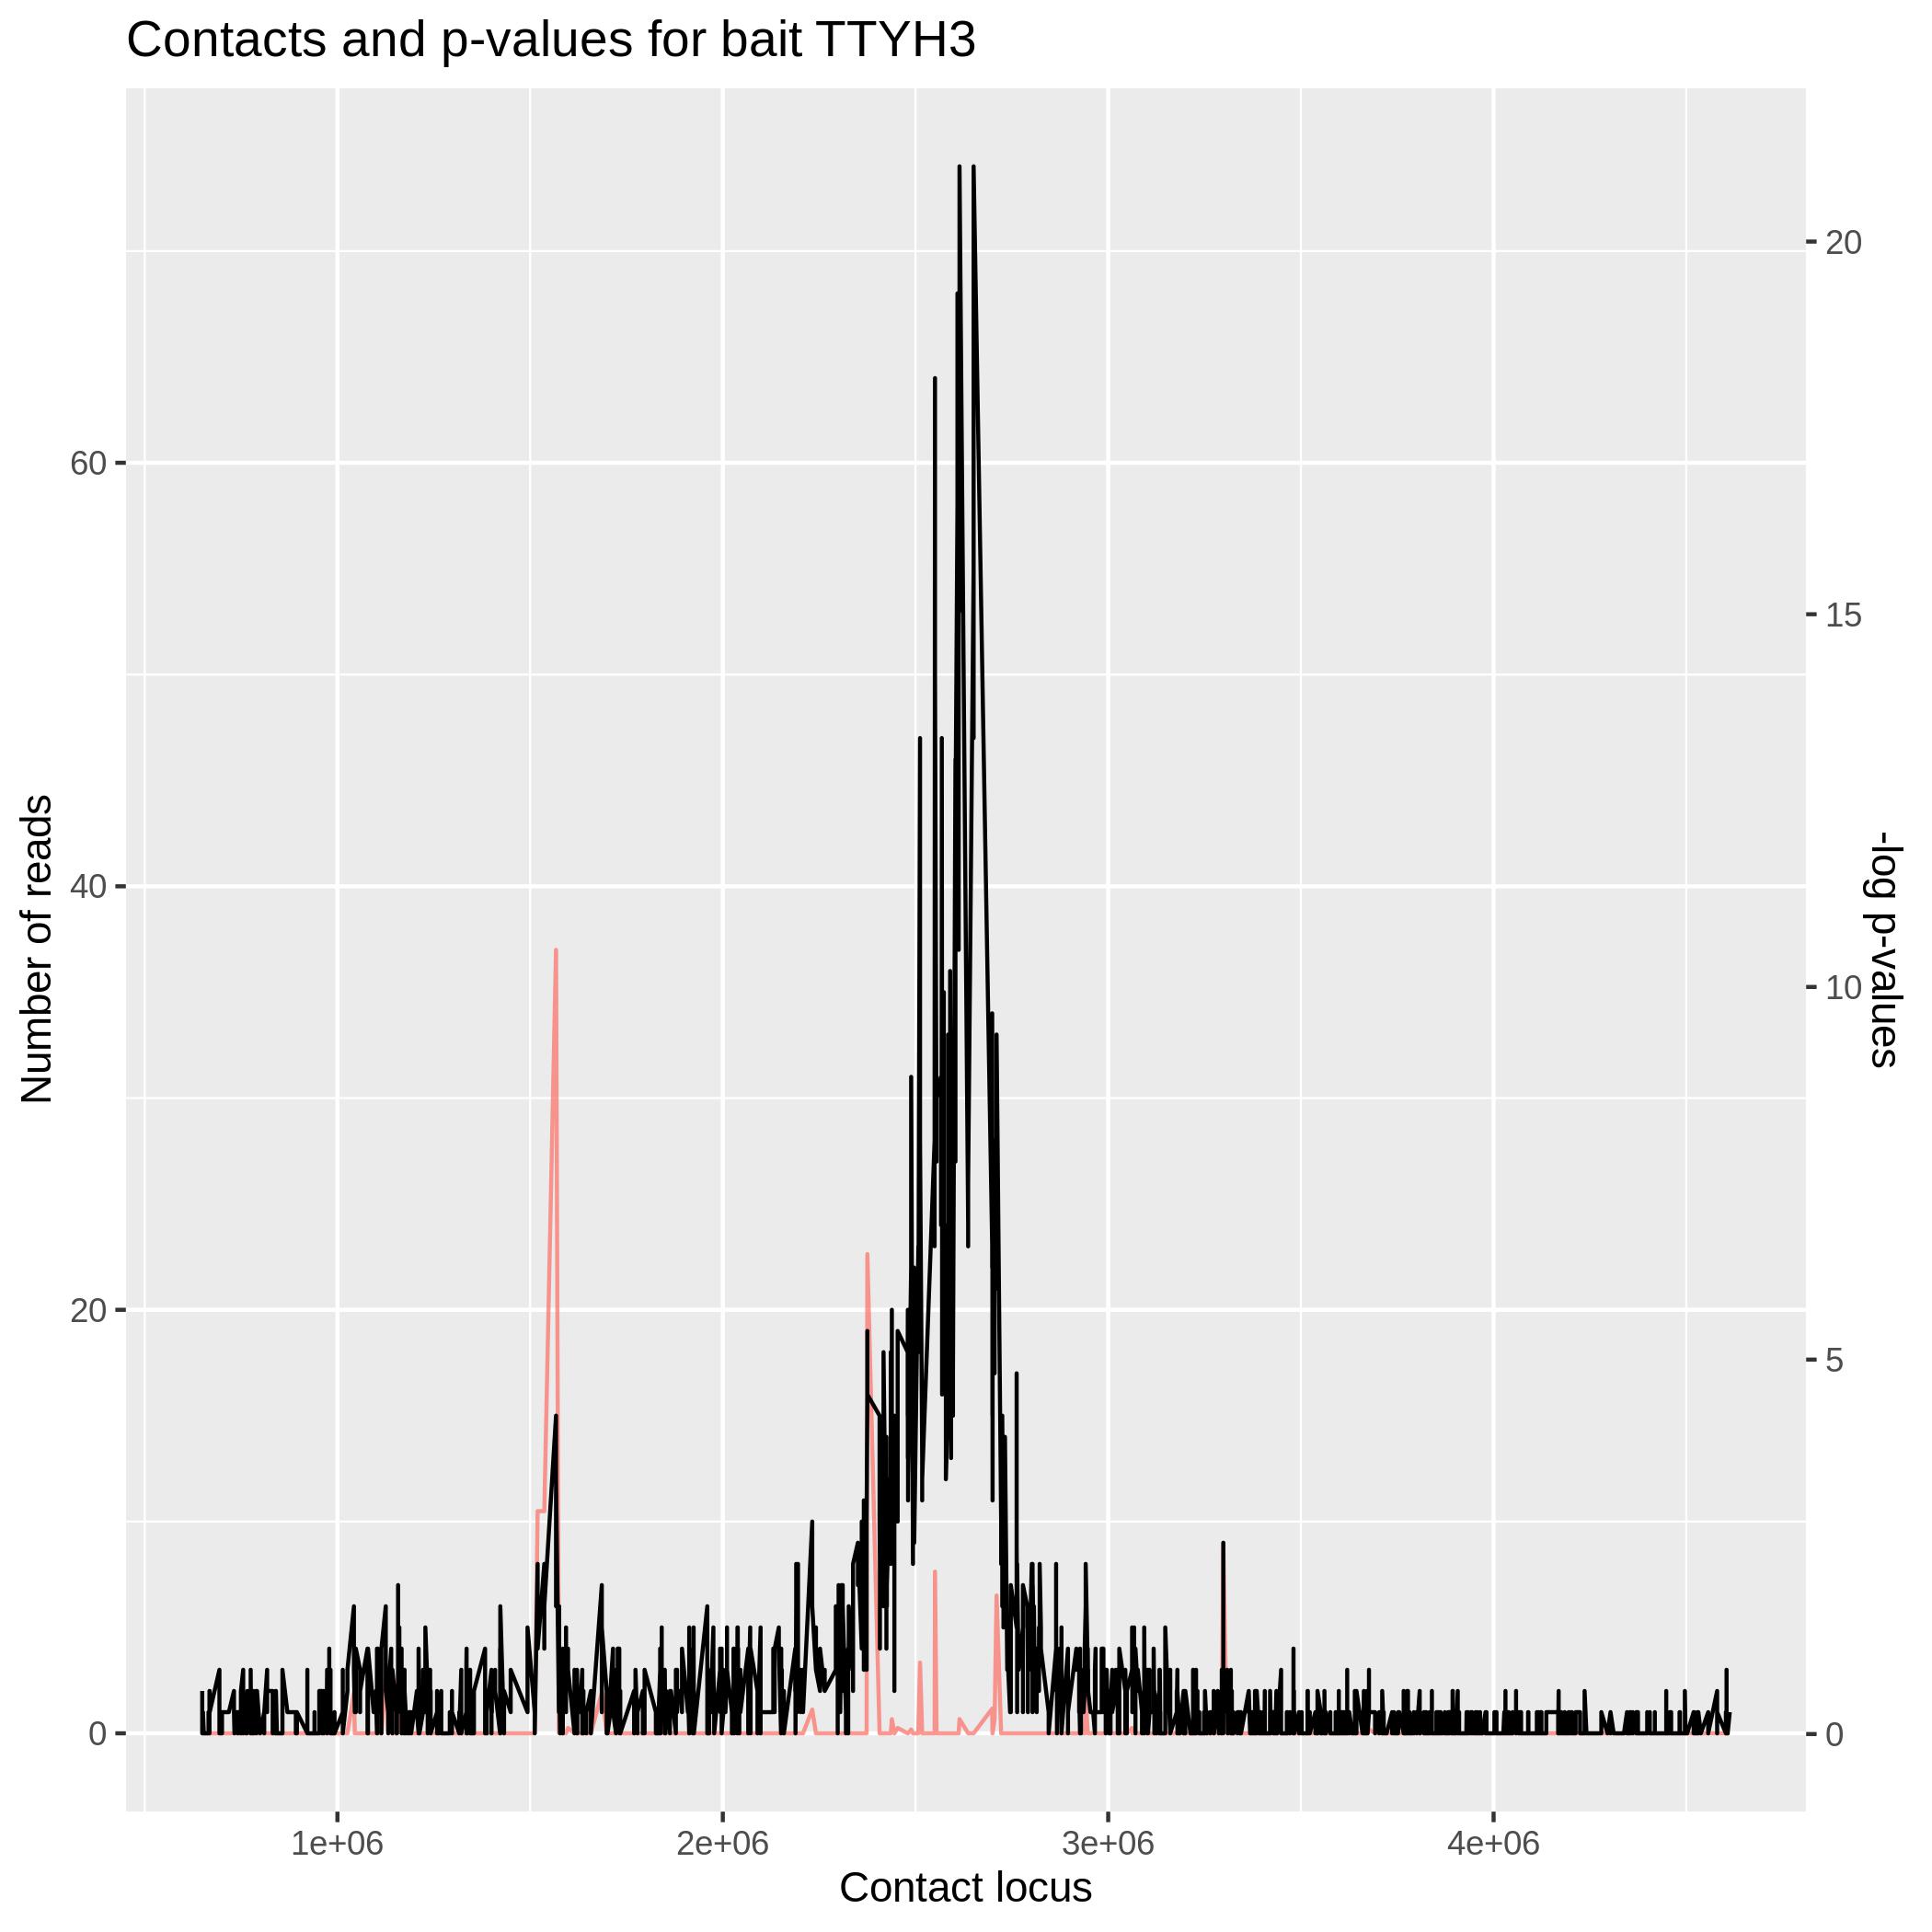 Contacts and p-values for bait TTYH3
Number of reads
60
40
20
0
20
15
10
5
0
-log p-values
1e+06
2e+06
3e+06
4e+06
Contact locus